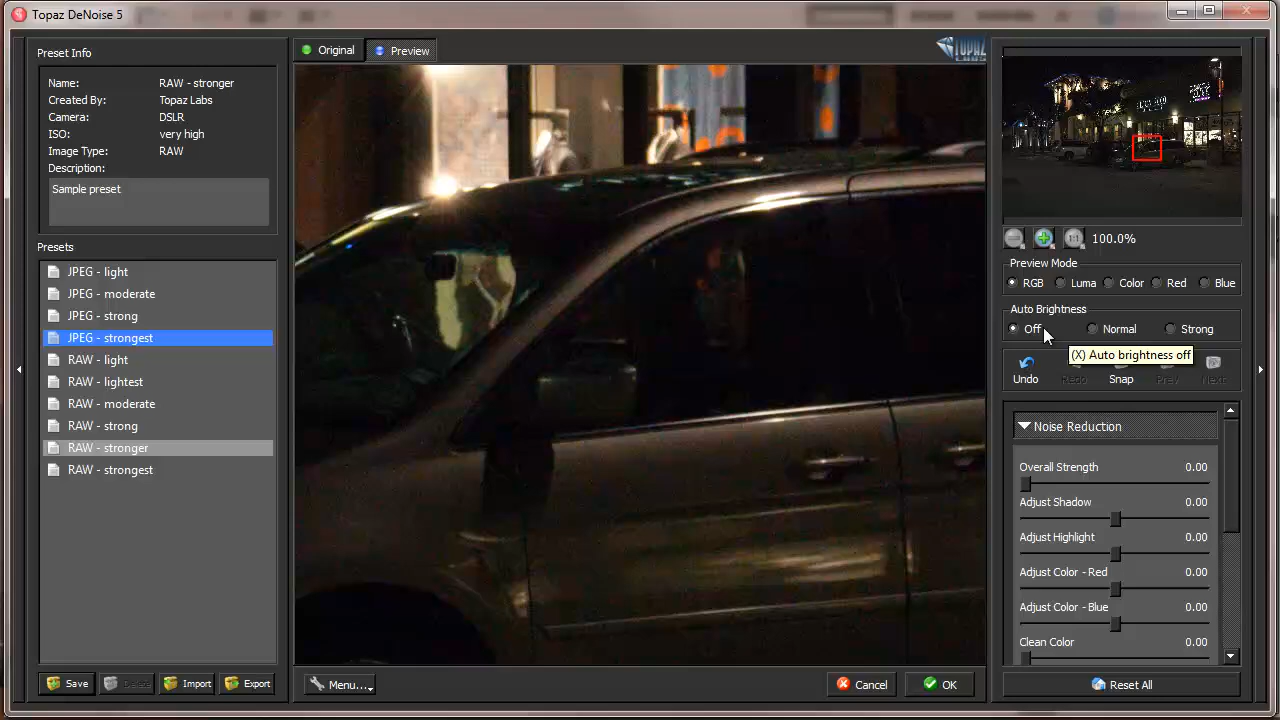 Topaz DeNoise 5
Preset Info
Name: RAW - stronger
Created By: Topaz Labs
Camera: DSLR
ISO: very high
Image Type: RAW
Description:
Sample preset
Presets
JPEG - light
JPEG - moderate
JPEG - strong
JPEG - strongest
RAW - light
RAW - lightest
RAW - moderate
RAW - strong
RAW - stronger
RAW - strongest
Save Delete Import Export
Original Preview
TOPAZ
LABS
Menu...
Cancel OK
100.0%
Preview Mode
RGB Luma Color Red Blue
Auto Brightness
Off Normal Strong
(X) Auto brightness off
Undo Redo Snap Prev Next
Noise Reduction
Overall Strength 0.00
Adjust Shadow 0.00
Adjust Highlight 0.00
Adjust Color - Red 0.00
Adjust Color - Blue 0.00
Clean Color 0.00
Reset All